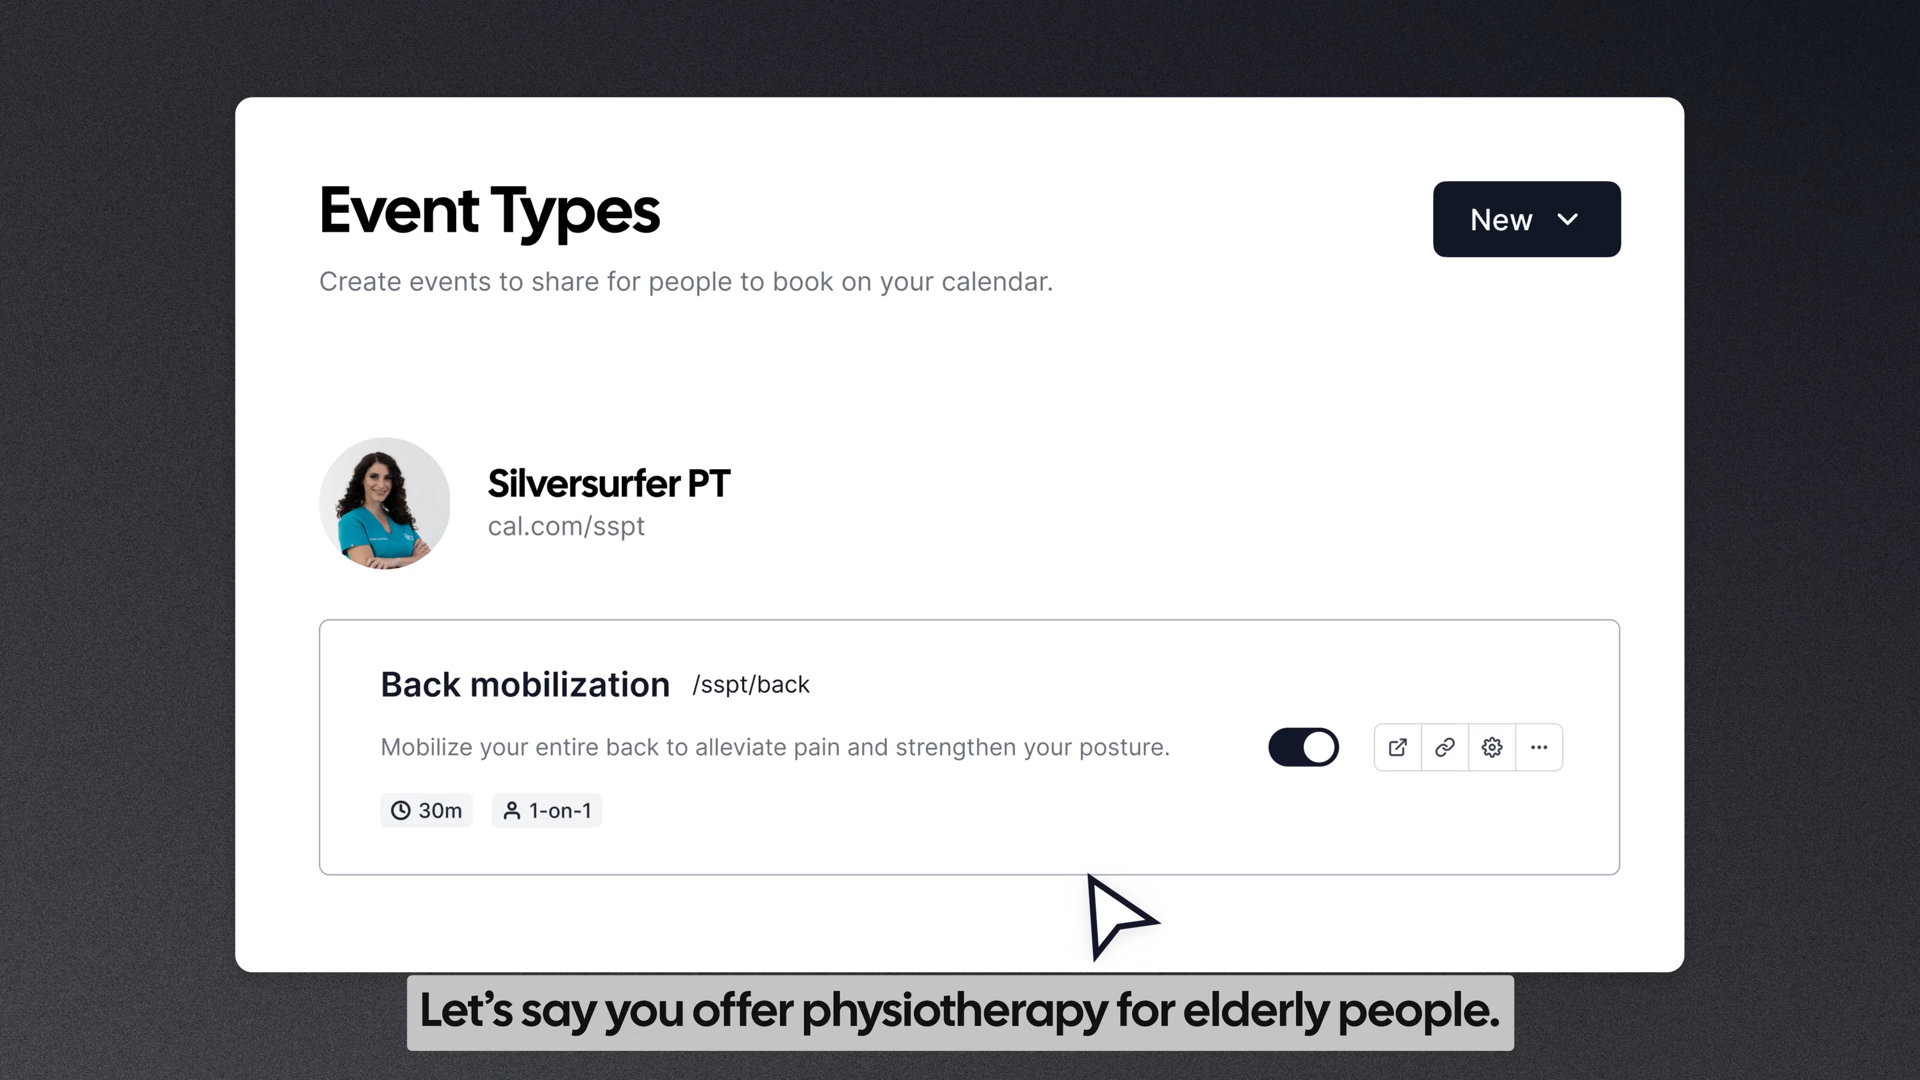 Event Types
New
Create events to share for people to book on your calendar.
Silversurfer PT
cal.com/sspt
Back mobilization /sspt/back
Mobilize your entire back to alleviate pain and strengthen your posture.
30m 1-on-1
Let’s say you offer physiotherapy for elderly people.